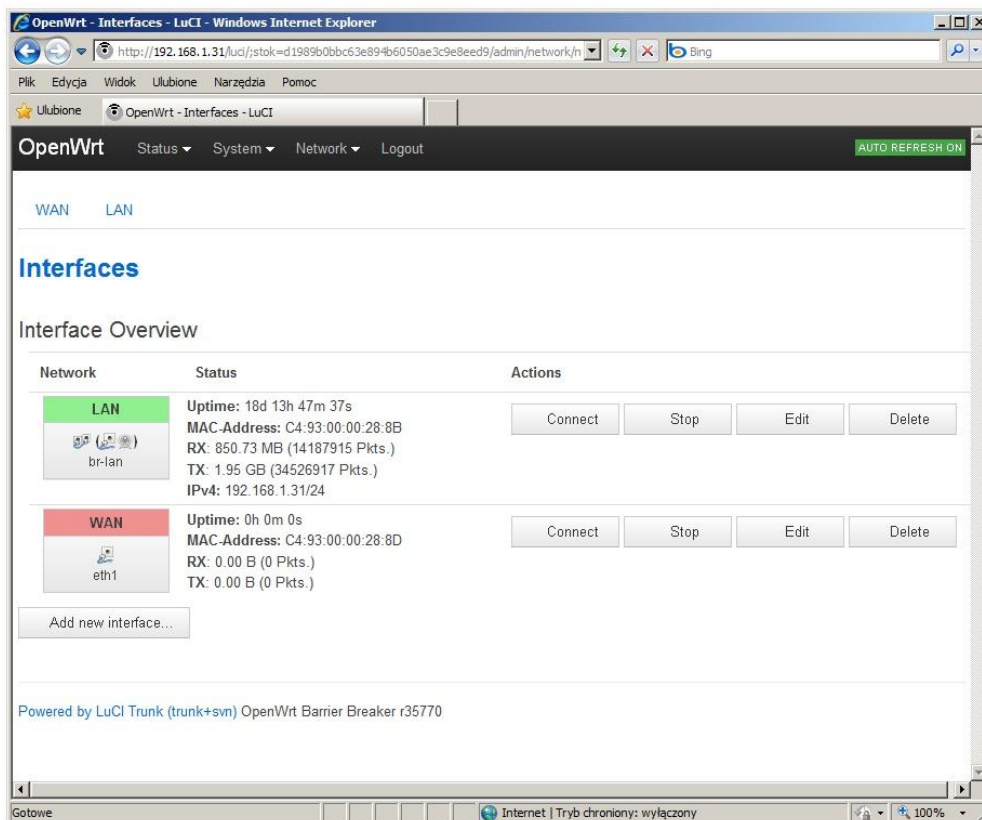 OpenWrt - Interfaces - LuCI - Windows Internet Explorer
http://192.168.1.31/luci/;stok=d1989b0bbc63e894b6050ae3c9e8eed9/admin/network/n
Bing
Plik Edycja Widok Ulubione Narzędzia Pomoc
Ulubione OpenWrt - Interfaces - LuCI
OpenWrt Status System Network Logout AUTO REFRESH ON
WAN LAN
Interfaces
Interface Overview
Network Status Actions
LAN
br-lan
Uptime: 18d 13h 47m 37s
MAC-Address: C4:93:00:00:28:8B
RX: 850.73 MB (14187915 Pkts.)
TX: 1.95 GB (34526917 Pkts.)
IPv4: 192.168.1.31/24
Connect Stop Edit Delete
WAN
eth1
Uptime: 0h 0m 0s
MAC-Address: C4:93:00:00:28:8D
RX: 0.00 B (0 Pkts.)
TX: 0.00 B (0 Pkts.)
Connect Stop Edit Delete
Add new interface...
Powered by LuCI Trunk (trunk+svn) OpenWrt Barrier Breaker r35770
Gotowe Internet | Tryb chroniony: wyłączony 100%